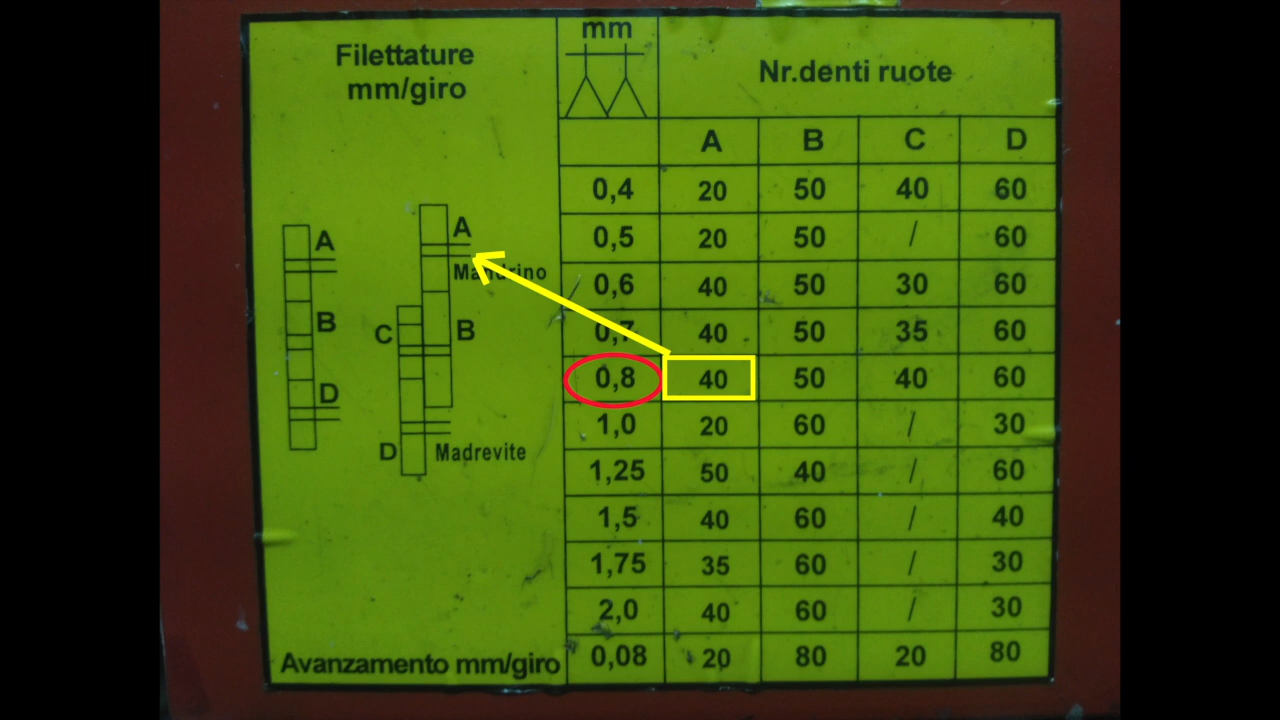 Filettature
mm/giro
mm
Nr.denti ruote
A B C D
0,4 20 50 40 60
0,5 20 50 / 60
0,6 40 50 30 60
0,7 40 50 35 60
0,8 40 50 40 60
1,0 20 60 / 30
1,25 50 40 / 60
1,5 40 60 / 40
1,75 35 60 / 30
2,0 40 60 / 30
Avanzamento mm/giro 0,08 20 80 20 80
A
B
D
A
Mandrino
C B
D Madrevite